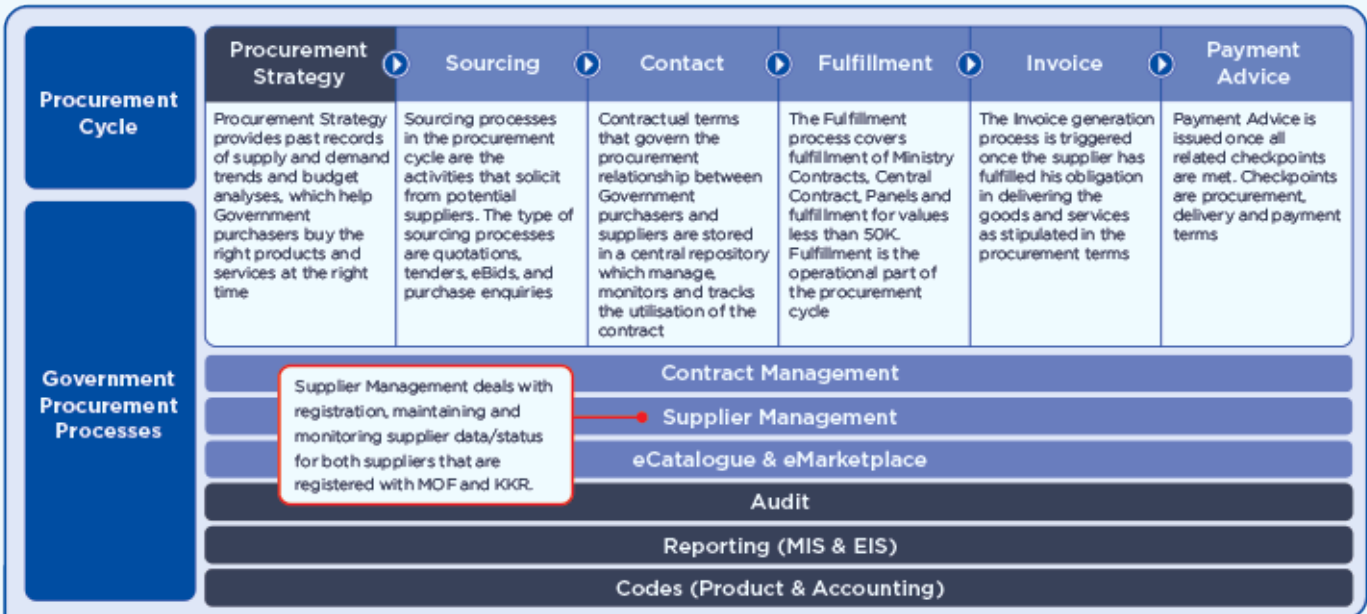 Procurement
Cycle
Procurement
Strategy
Sourcing
Contact
Fulfillment
Invoice
Payment
Advice
Procurement Strategy
provides past records
of supply and demand
trends and budget
analyses, which help
Government
purchasers buy the
right products and
services at the right
time
Sourcing processes
in the procurement
cycle are the
activities that solicit
from potential
suppliers. The type of
sourcing processes
are quotations,
tenders, eBids, and
purchase enquiries
Contractual terms
that govern the
procurement
relationship between
Government
purchasers and
suppliers are stored
in a central repository
which manage,
monitors and tracks
the utilisation of the
contract
The Fulfillment
process covers
fulfillment of Ministry
Contracts, Central
Contract, Panels and
fulfillment for values
less than 50K.
Fulfillment is the
operational part of
the procurement
cycle
The Invoice generation
process is triggered
once the supplier has
fulfilled his obligation
in delivering the
goods and services
as stipulated in the
procurement terms
Payment Advice is
issued once all
related checkpoints
are met. Checkpoints
are procurement,
delivery and payment
terms
Government
Procurement
Processes
Contract Management
Supplier Management
eCatalogue & eMarketplace
Audit
Reporting (MIS & EIS)
Codes (Product & Accounting)
Supplier Management deals with
registration, maintaining and
monitoring supplier data/status
for both suppliers that are
registered with MOF and KKR.